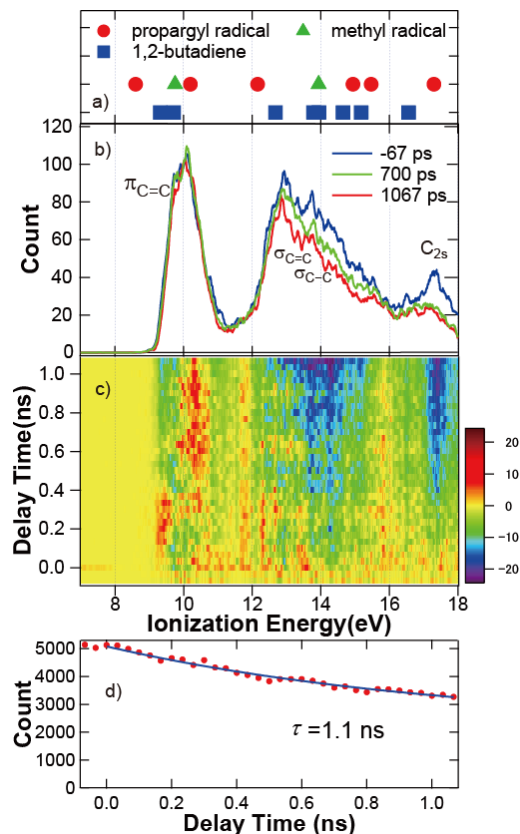 propargyl radical
methyl radical
1,2-butadiene
a)
120
b)
100
80
60
40
20
0
Count
πC=C
-67 ps
700 ps
1067 ps
σC=C
σC-C
C2s
c)
1.0
0.8
0.6
0.4
0.2
0.0
Delay Time(ns)
20
10
0
-10
-20
8 10 12 14 16 18
Ionization Energy(eV)
5000
4000
3000
2000
1000
0
Count
d)
τ =1.1 ns
0.0 0.2 0.4 0.6 0.8 1.0
Delay Time (ns)